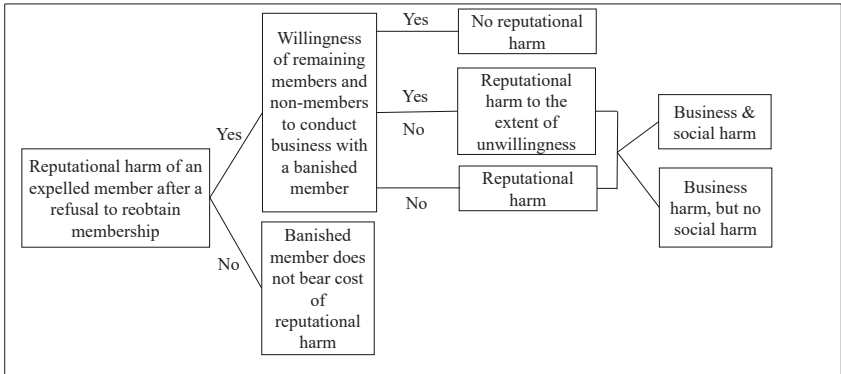 Reputational harm of an
expelled member after a
refusal to reobtain
membership
Yes
No
Willingness
of remaining
members and
non-members
to conduct
business with
a banished
member
Banished
member does
not bear cost
of
reputational
harm
Yes
No reputational
harm
Yes
No
Reputational
harm to the
extent of
unwillingness
No
Reputational
harm
Business &
social harm
Business
harm, but no
social harm